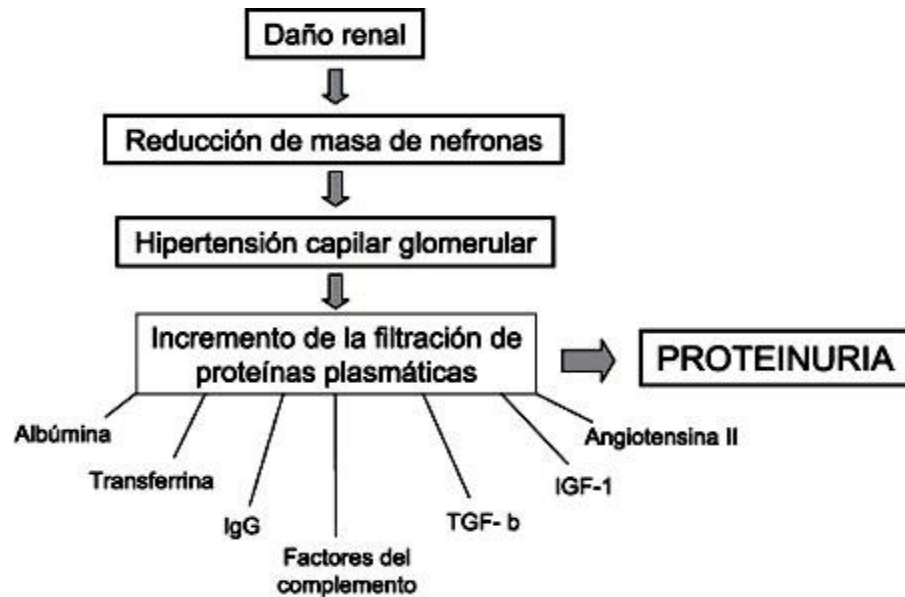 Daño renal
Reducción de masa de nefronas
Hipertensión capilar glomerular
Incremento de la filtración de
proteínas plasmáticas
PROTEINURIA
Albúmina
Transferrina
IgG
Factores del
complemento
TGF- b
IGF-1
Angiotensina II